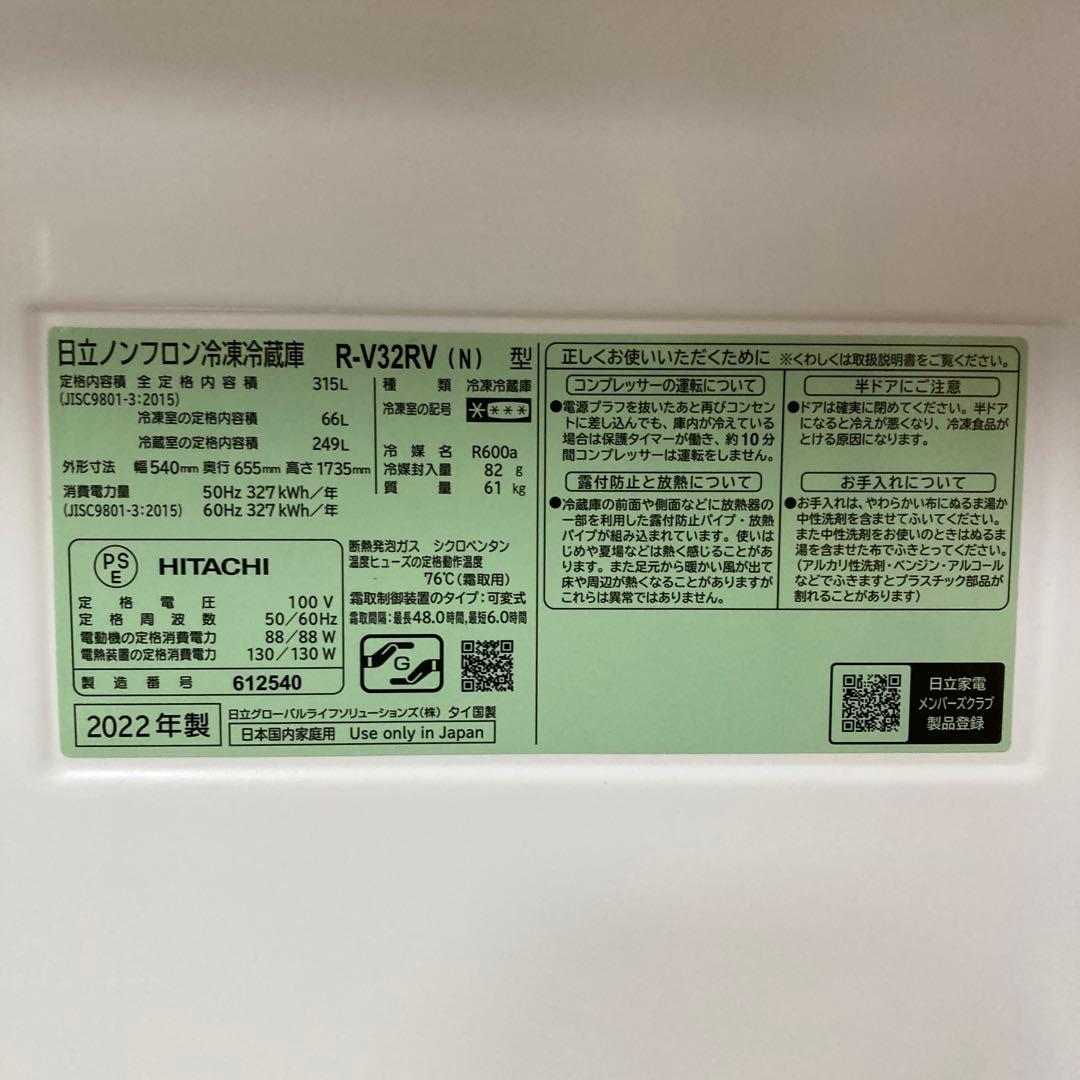 日立ノンフロン冷凍冷蔵庫 R-V32RV (N) 型
定格内容積 全定格内容積 315L
(JISC9801-3:2015)
冷凍室の定格内容積 66L
冷蔵室の定格内容積 249L
外形寸法 幅540mm 奥行655mm 高さ1735mm
消費電力量 50Hz 327kWh/年
(JISC9801-3:2015) 60Hz 327kWh/年
種類 冷凍冷蔵庫
冷凍室の記号 ****
冷媒名 R600a
冷媒封入量 82 g
質量 61 kg
PS
E
HITACHI
定格電圧 100 V
定格周波数 50/60Hz
電動機の定格消費電力 88/88 W
電熱装置の定格消費電力 130/130 W
製造番号 612540
断熱発泡ガス シクロペンタン
温度ヒューズの定格動作温度
76℃(霜取用)
霜取制御装置のタイプ:可変式
霜取間隔:最長48.0時間,最短6.0時間
G
2022年製
日立グローバルライフソリューションズ(株) タイ国製
日本国内家庭用 Use only in Japan
正しくお使いいただくために ※くわしくは取扱説明書をご覧ください。
コンプレッサーの運転について
●電源プラフを抜いたあと再びコンセン
トに差し込んでも、庫内が冷えている
場合は保護タイマーが働き、約10分
間コンプレッサーは運転をしません。
露付防止と放熱について
●冷蔵庫の前面や側面などに放熱器の
一部を利用した露付防止パイプ・放熱
パイプが組み込まれています。使いは
じめや夏場などは熱く感じることがあ
ります。また足元から暖かい風が出て
床や周辺が熱くなることがありますが
これらは異常ではありません。
半ドアにご注意
●ドアは確実に閉めてください。半ドア
になると冷えが悪くなり、冷凍食品が
とける原因になります。
お手入れについて
●お手入れは、やわらかい布にぬるま湯か
中性洗剤を含ませてふいてください。
また中性洗剤をお使いのときはぬるま
湯を含ませた布でふきとってください。
(アルカリ性洗剤・ベンジン・アルコール
などでふきますとプラスチック部品が
割れることがあります)
日立家電
メンバーズクラブ
製品登録